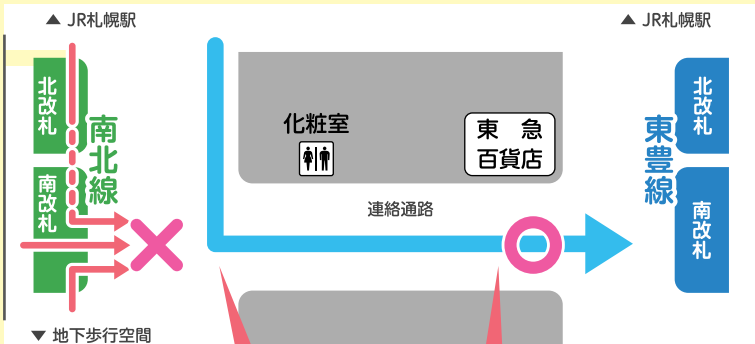 ▲ JR札幌駅
▲ JR札幌駅
北改札
南改札
南北線
化粧室
東急
百貨店
連絡通路
東豊線
北改札
南改札
▼ 地下歩行空間